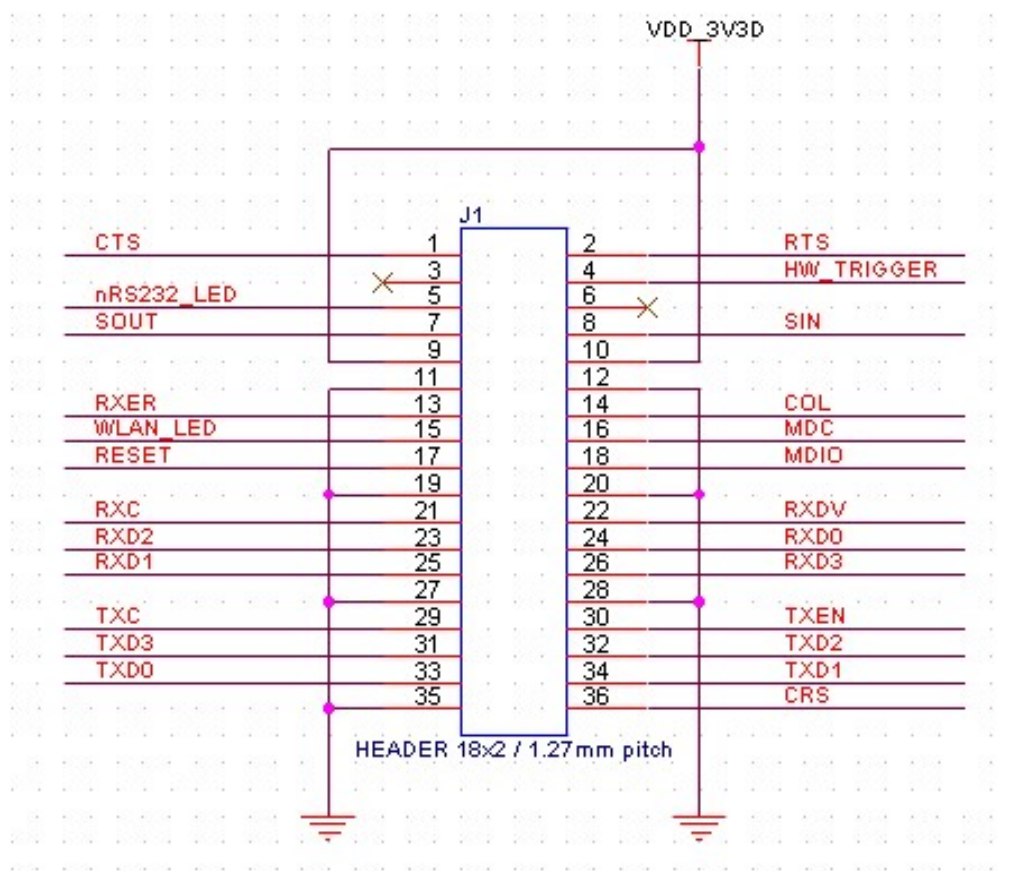 VDD_3V3D
J1
CTS 1 2 RTS
3 4 HW_TRIGGER
nRS232_LED 5 6
SOUT 7 8 SIN
9 10
11 12
RXER 13 14 COL
WLAN_LED 15 16 MDC
RESET 17 18 MDIO
19 20
RXC 21 22 RXDV
RXD2 23 24 RXD0
RXD1 25 26 RXD3
27 28
TXC 29 30 TXEN
TXD3 31 32 TXD2
TXD0 33 34 TXD1
35 36 CRS
HEADER 18x2 / 1.27mm pitch